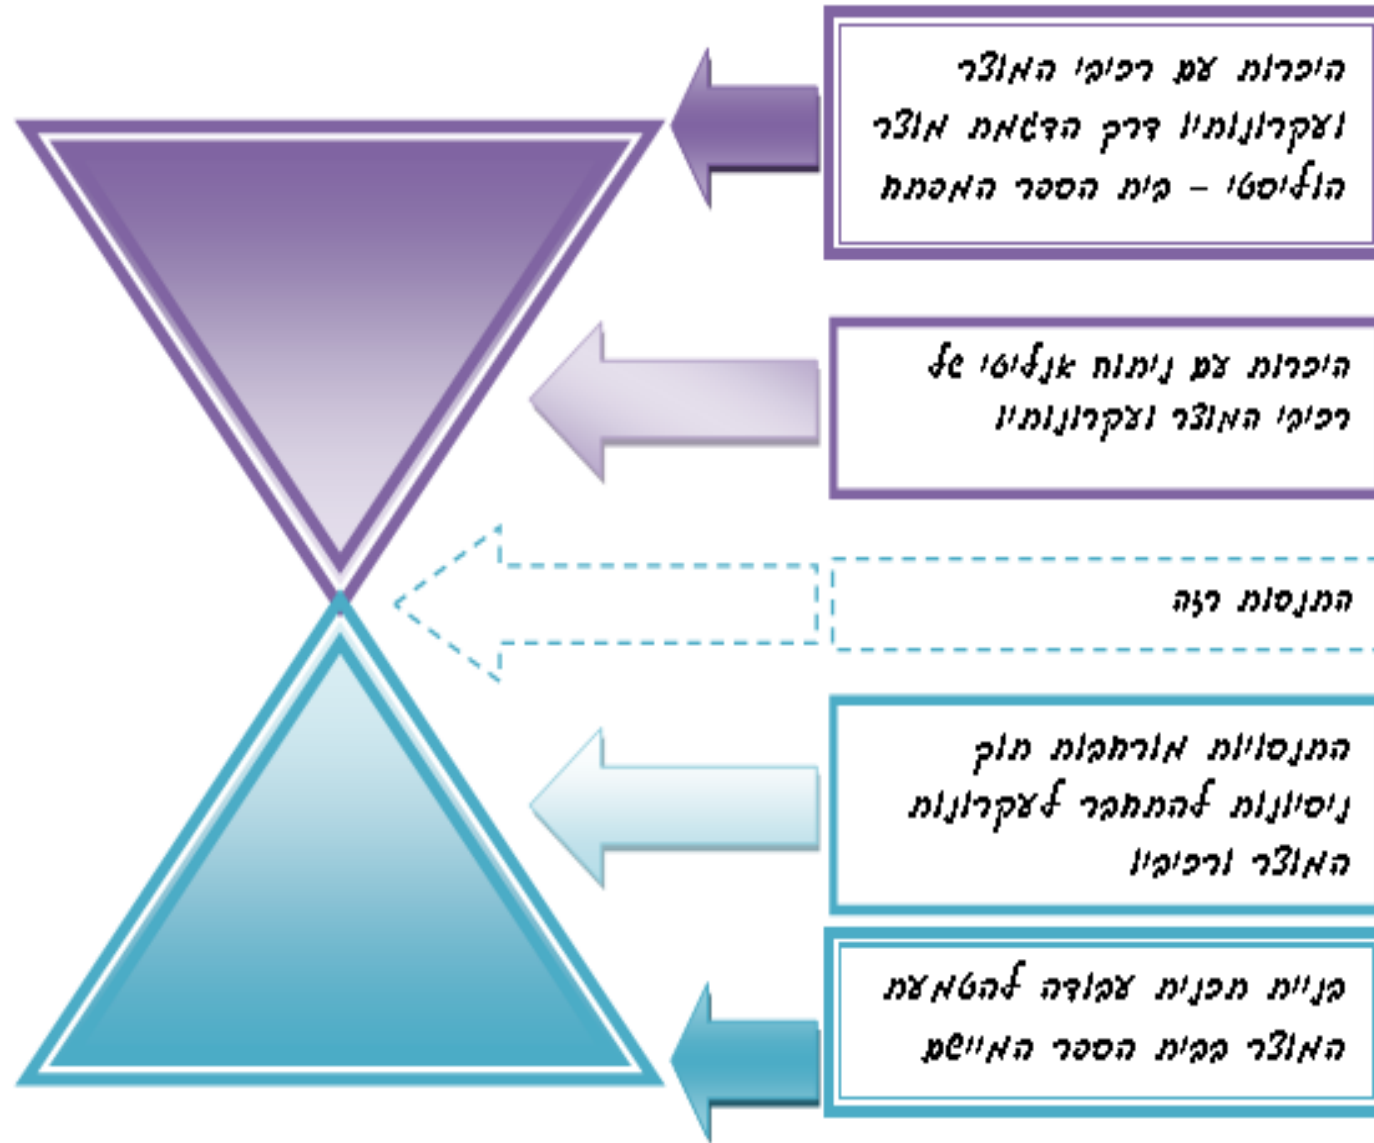 היכרות עם רכיבי המוצר
ועקרונותיו דרך הדגמת מוצר
הוליסטי – בית הספר המפתח
היכרות עם ניתוח אנליטי של
רכיבי המוצר ועקרונותיו
התנסות רזה
התנסויות מורחבות תוך
ניסיונות להתחבר לעקרונות
המוצר ורכיביו
בניית תכנית עבודה להטמעת
המוצר בבית הספר המיישם